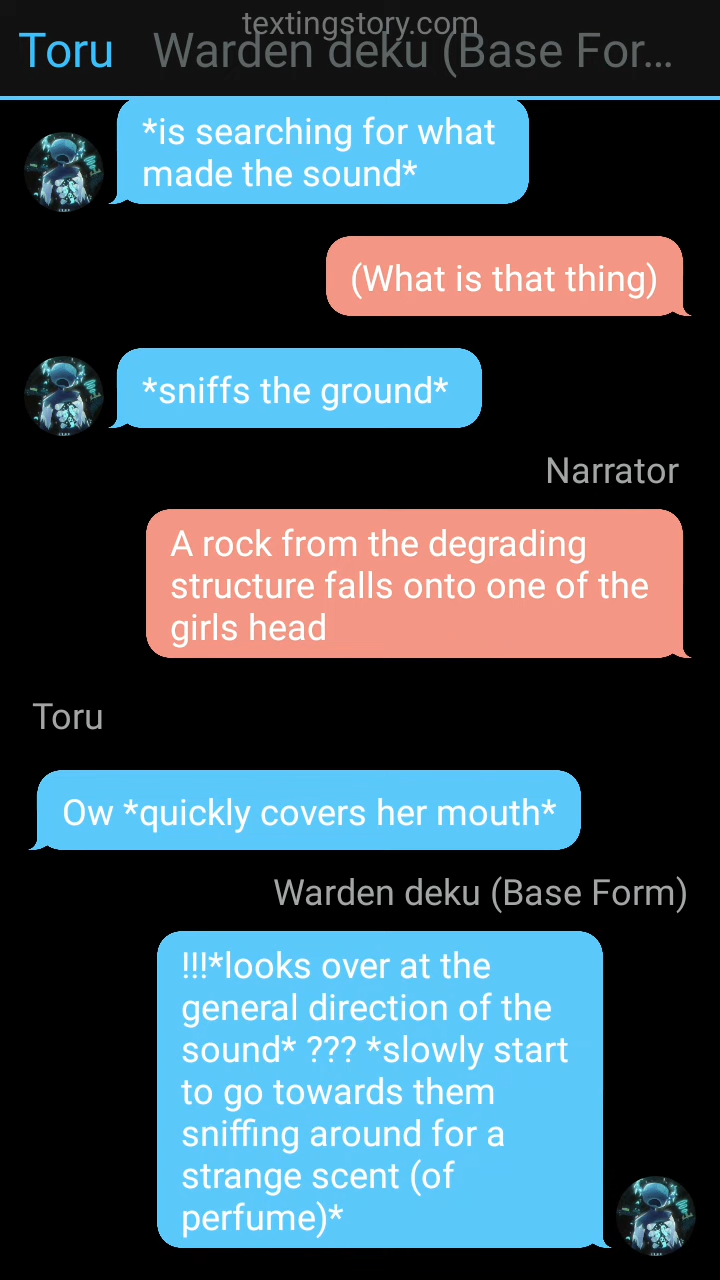 textingstory.com
Toru Warden deku (Base For...
*is searching for what
made the sound*
(What is that thing)
*sniffs the ground*
Narrator
A rock from the degrading
structure falls onto one of the
girls head
Toru
Ow *quickly covers her mouth*
Warden deku (Base Form)
!!!*looks over at the
general direction of the
sound* ??? *slowly start
to go towards them
sniffing around for a
strange scent (of
perfume)*